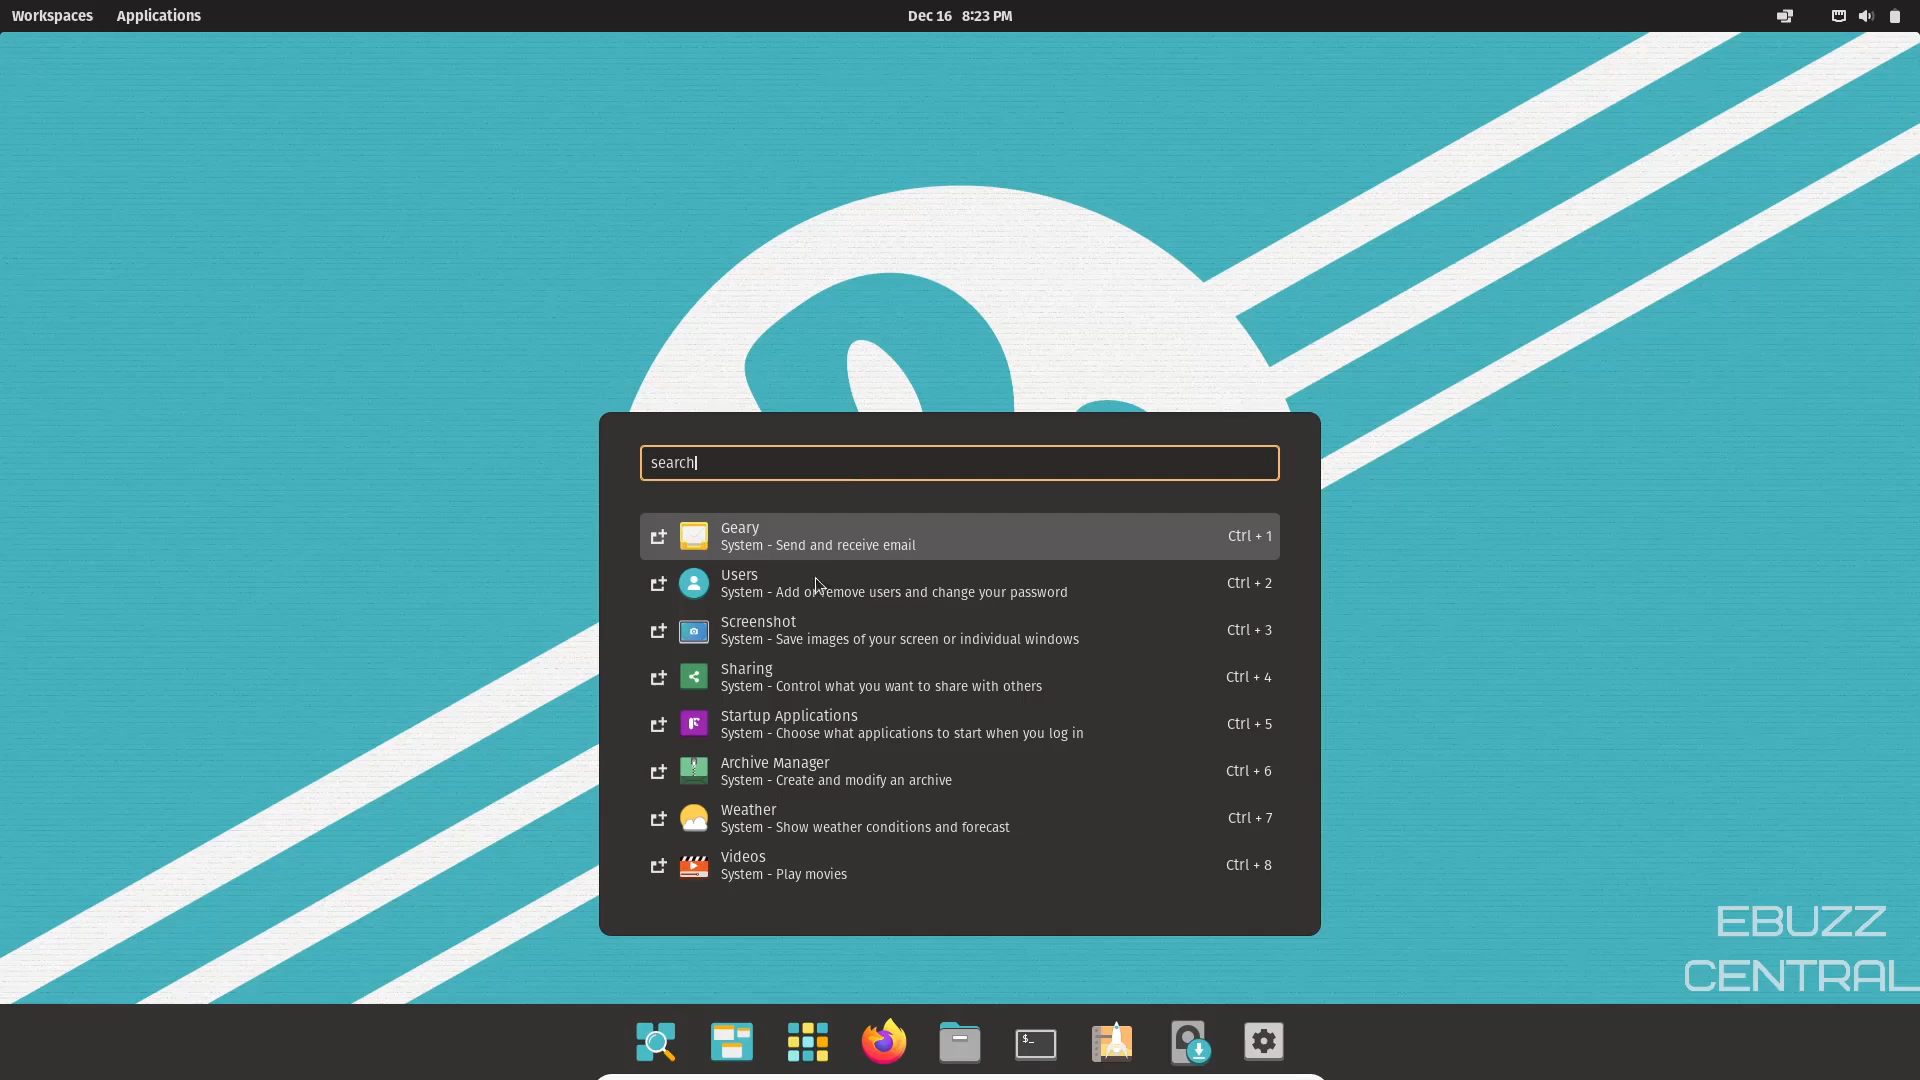 Workspaces Applications Dec 16 8:23 PM
search
Geary
System - Send and receive email Ctrl + 1
Users
System - Add or remove users and change your password Ctrl + 2
Screenshot
System - Save images of your screen or individual windows Ctrl + 3
Sharing
System - Control what you want to share with others Ctrl + 4
Startup Applications
System - Choose what applications to start when you log in Ctrl + 5
Archive Manager
System - Create and modify an archive Ctrl + 6
Weather
System - Show weather conditions and forecast Ctrl + 7
Videos
System - Play movies Ctrl + 8
EBUZZ
CENTRAL
$_